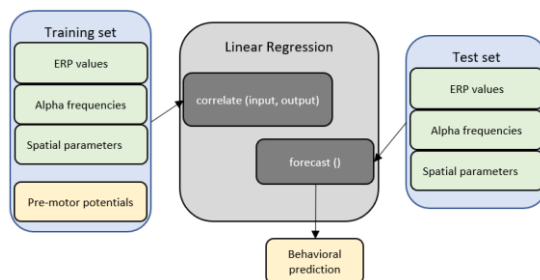 Training set
ERP values
Alpha frequencies
Spatial parameters
Pre-motor potentials
Linear Regression
correlate (input, output)
forecast ()
Behavioral
prediction
Test set
ERP values
Alpha frequencies
Spatial parameters